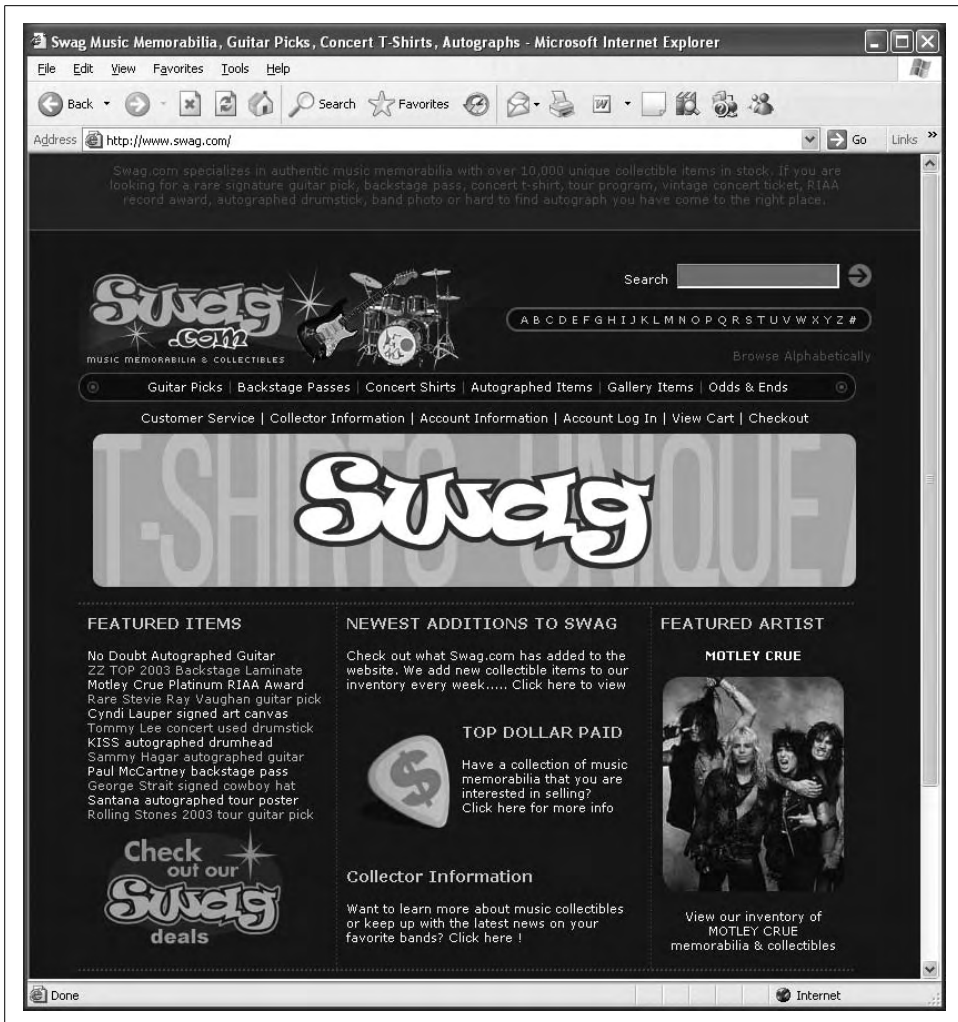 Swag Music Memorabilia, Guitar Picks, Concert T-Shirts, Autographs - Microsoft Internet Explorer
File Edit View Favorites Tools Help
Back Search Favorites
Address http://www.swag.com/ Go Links »
Swag.com specializes in authentic music memorabilia with over 10,000 unique collectible items in stock. If you are
looking for a rare signature guitar pick, backstage pass, concert t-shirt, tour program, vintage concert ticket, RIAA
record award, autographed drumstick, band photo or hard to find autograph you have come to the right place.
Swag
.com
MUSIC MEMORABILIA & COLLECTIBLES
Search
A B C D E F G H I J K L M N O P Q R S T U V W X Y Z #
Browse Alphabetically
Guitar Picks | Backstage Passes | Concert Shirts | Autographed Items | Gallery Items | Odds & Ends
Customer Service | Collector Information | Account Information | Account Log In | View Cart | Checkout
T-SHIRTS UNIQUE
Swag
FEATURED ITEMS
No Doubt Autographed Guitar
ZZ TOP 2003 Backstage Laminate
Motley Crue Platinum RIAA Award
Rare Stevie Ray Vaughan guitar pick
Cyndi Lauper signed art canvas
Tommy Lee concert used drumstick
KISS autographed drumhead
Sammy Hagar autographed guitar
Paul McCartney backstage pass
George Strait signed cowboy hat
Santana autographed tour poster
Rolling Stones 2003 tour guitar pick
Check
out our
Swag
deals
NEWEST ADDITIONS TO SWAG
Check out what Swag.com has added to the
website. We add new collectible items to our
inventory every week..... Click here to view
$
TOP DOLLAR PAID
Have a collection of music
memorabilia that you are
interested in selling?
Click here for more info
Collector Information
Want to learn more about music collectibles
or keep up with the latest news on your
favorite bands? Click here !
FEATURED ARTIST
MOTLEY CRUE
View our inventory of
MOTLEY CRUE
memorabilia & collectibles
Done Internet